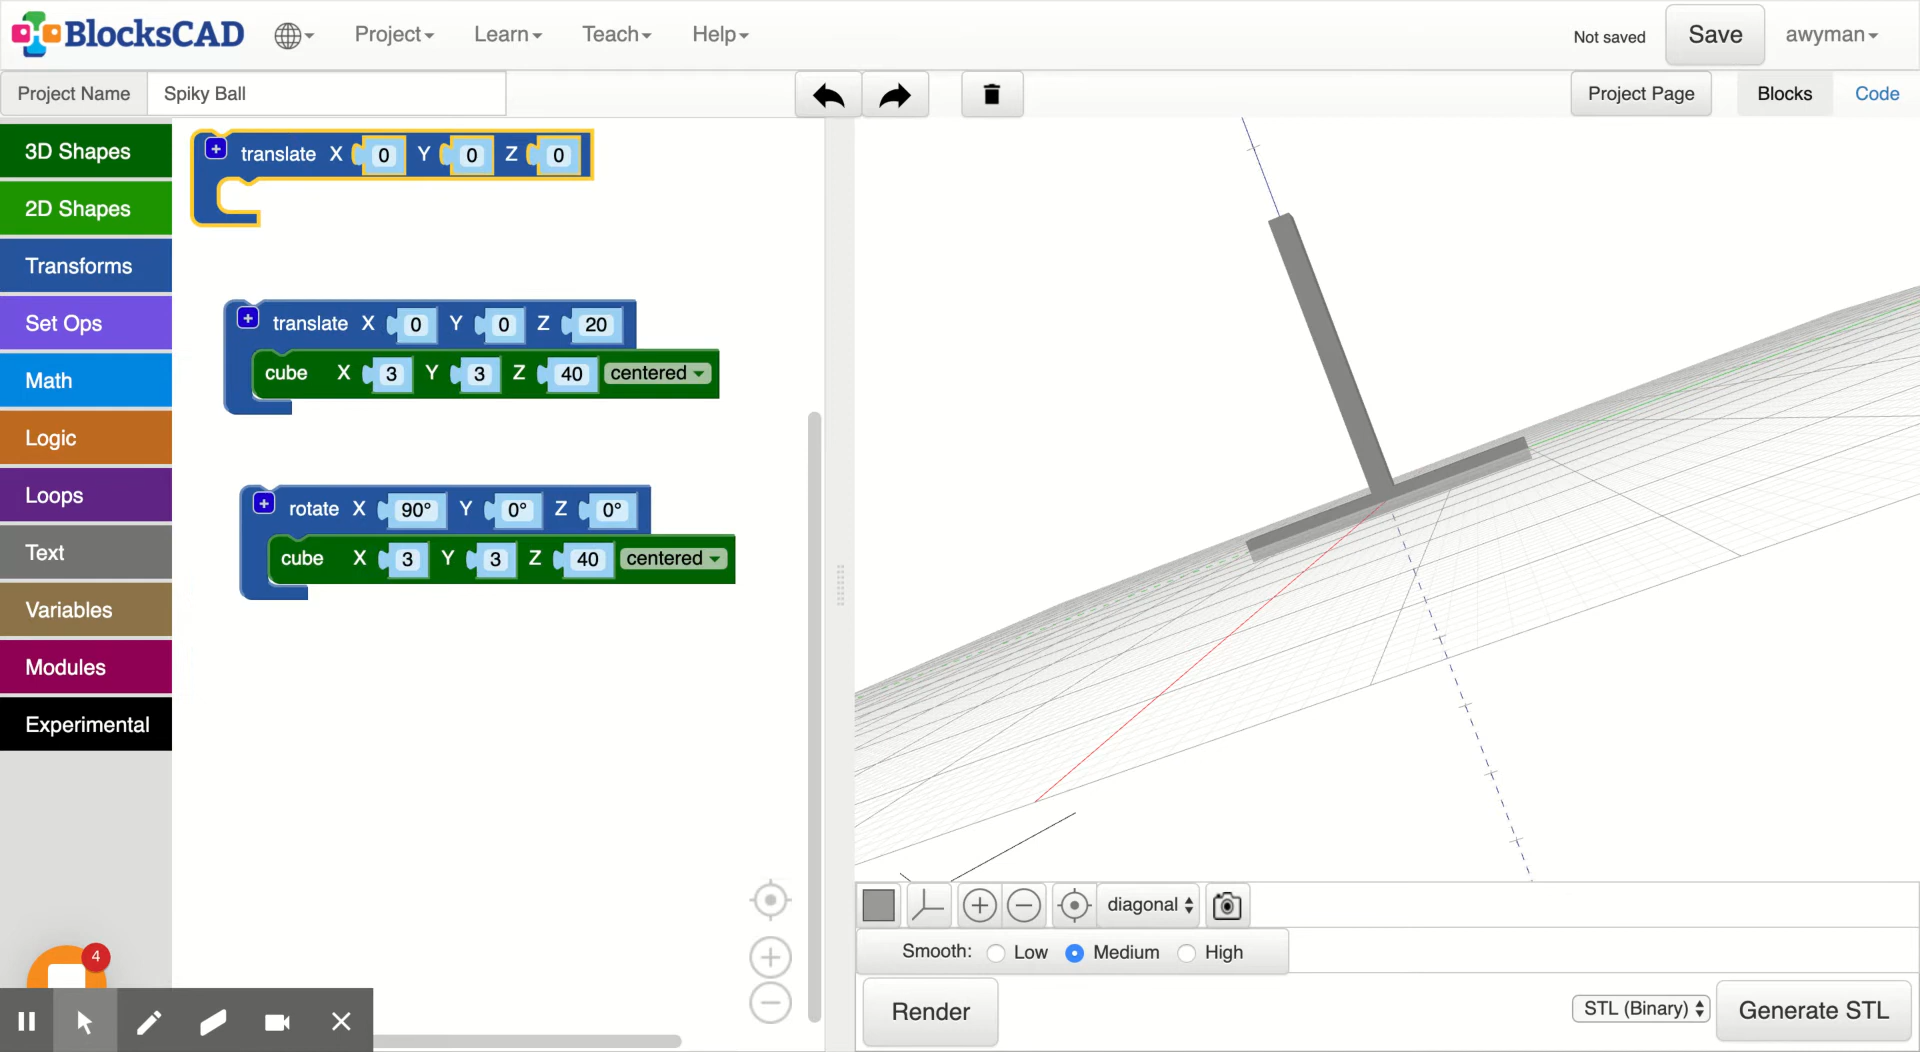 BlocksCAD Project Learn Teach Help Not saved Save awyman
Project Name Spiky Ball Project Page Blocks Code
3D Shapes
2D Shapes
Transforms
Set Ops
Math
Logic
Loops
Text
Variables
Modules
Experimental
+ translate X 0 Y 0 Z 0
+ translate X 0 Y 0 Z 20
cube X 3 Y 3 Z 40 centered
+ rotate X 90° Y 0° Z 0°
cube X 3 Y 3 Z 40 centered
4
diagonal
Smooth: Low Medium High
Render STL (Binary) Generate STL